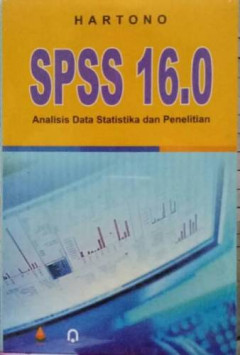 HARTONO
SPSS 16.0
Analisis Data Statistika dan Penelitian